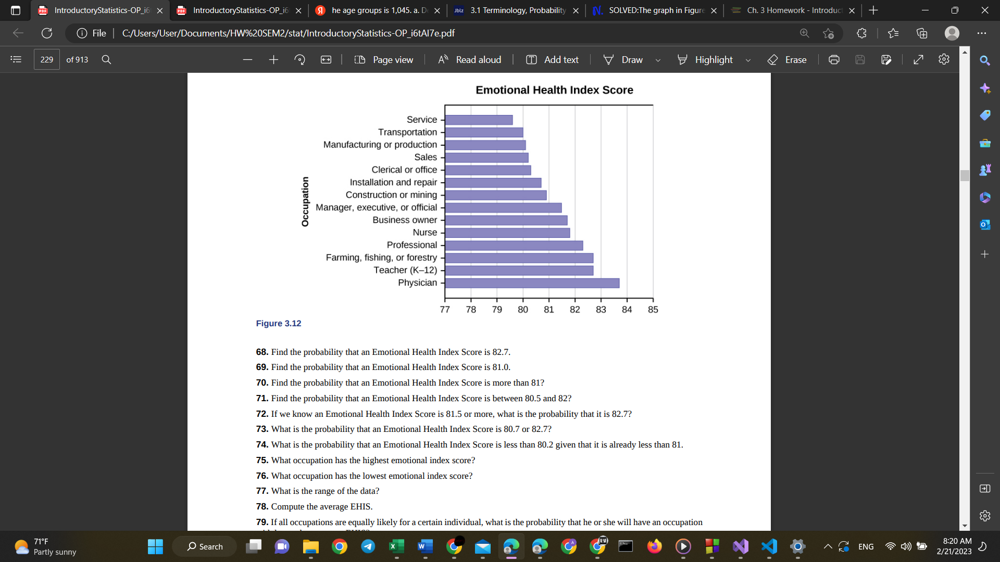 IntroductoryStatistics-OP_i6
IntroductoryStatistics-OP_i6
he age groups is 1,045. a. D
3.1 Terminology, Probability
SOLVED:The graph in Figure
Ch. 3 Homework - Introduct
File
C:/Users/User/Documents/HW%20SEM2/stat/IntroductoryStatistics-OP_i6tAI7e.pdf
229 of 913
Page view
Read aloud
Add text
Draw
Highlight
Erase
Emotional Health Index Score
Occupation
Service
Transportation
Manufacturing or production
Sales
Clerical or office
Installation and repair
Construction or mining
Manager, executive, or official
Business owner
Nurse
Professional
Farming, fishing, or forestry
Teacher (K–12)
Physician
77 78 79 80 81 82 83 84 85
Figure 3.12
68. Find the probability that an Emotional Health Index Score is 82.7.
69. Find the probability that an Emotional Health Index Score is 81.0.
70. Find the probability that an Emotional Health Index Score is more than 81?
71. Find the probability that an Emotional Health Index Score is between 80.5 and 82?
72. If we know an Emotional Health Index Score is 81.5 or more, what is the probability that it is 82.7?
73. What is the probability that an Emotional Health Index Score is 80.7 or 82.7?
74. What is the probability that an Emotional Health Index Score is less than 80.2 given that it is already less than 81.
75. What occupation has the highest emotional index score?
76. What occupation has the lowest emotional index score?
77. What is the range of the data?
78. Compute the average EHIS.
79. If all occupations are equally likely for a certain individual, what is the probability that he or she will have an occupation
71°F
Partly sunny
Search
ENG
8:20 AM
2/21/2023